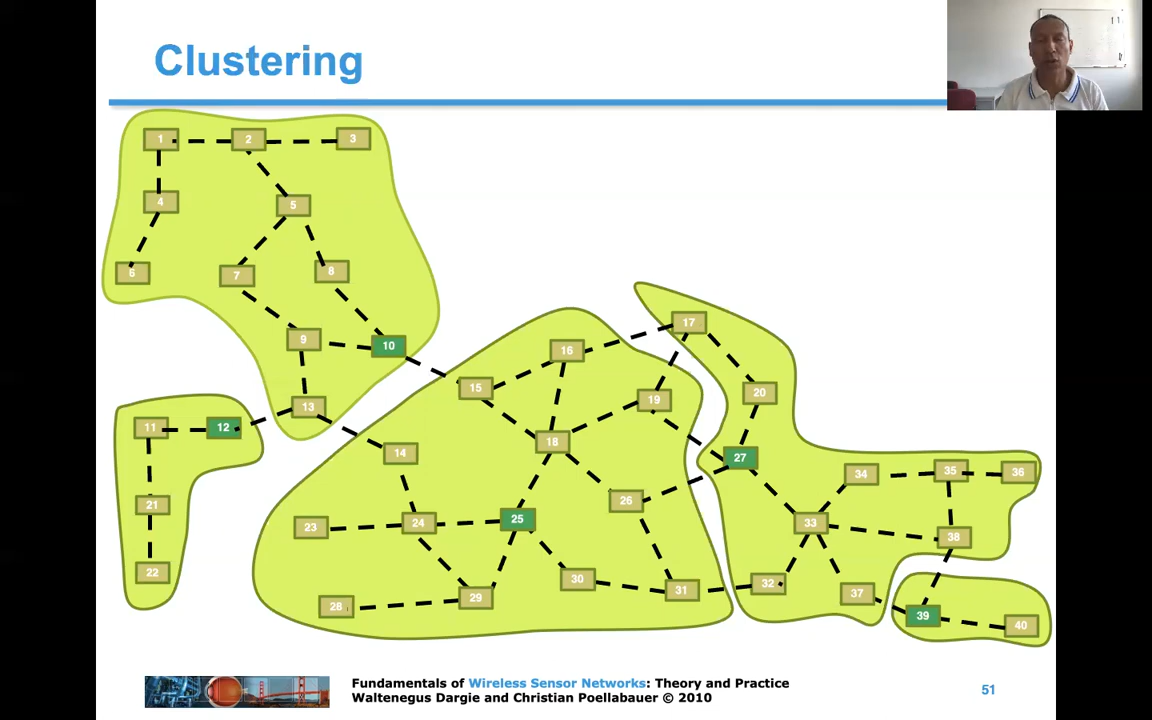 Clustering
1 2 3
4 5
6 7 8
9 10
17
16
15 19 20
13
11 12
18 27
14
34 35 36
26
21
23 24 25 33 38
22
30 32
31 37
28 29
39 40
Fundamentals of Wireless Sensor Networks: Theory and Practice
Waltenegus Dargie and Christian Poellabauer © 2010
51